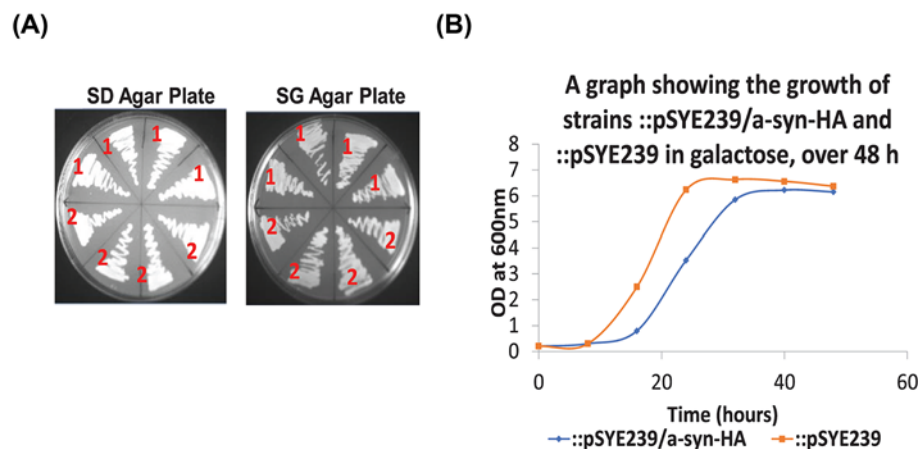 (A)
SD Agar Plate
SG Agar Plate
1
1
1
1
2
2
2
2
1
1
1
1
2
2
2
2
(B)
A graph showing the growth of
strains ::pSYE239/a-syn-HA and
::pSYE239 in galactose, over 48 h
OD at 600nm
8
7
6
5
4
3
2
1
0
0 20 40 60
Time (hours)
::pSYE239/a-syn-HA ::pSYE239